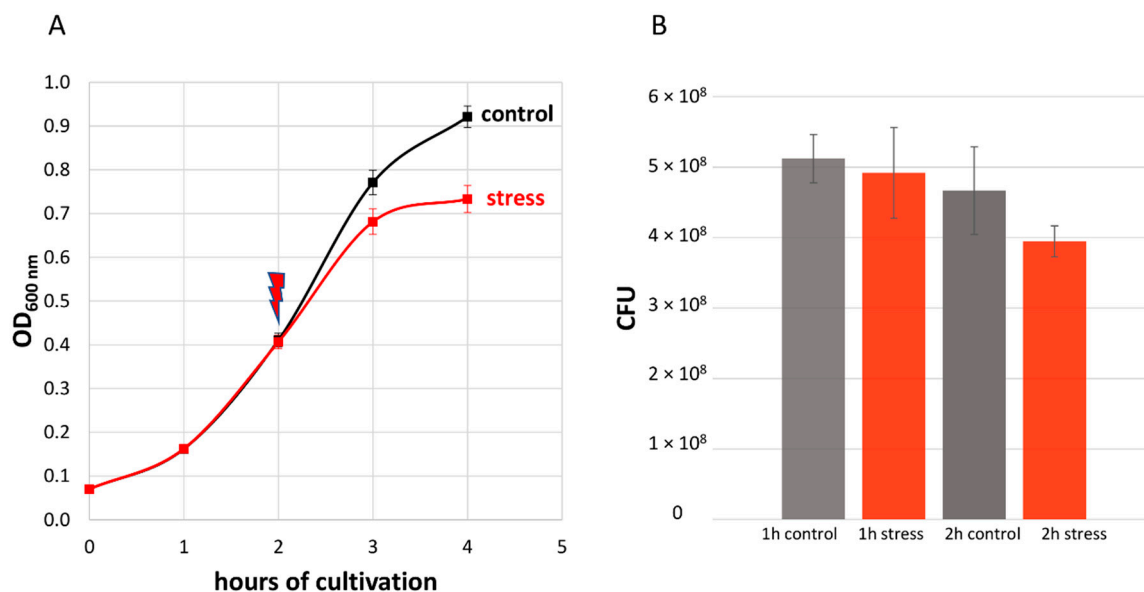 A
1.0
0.9
0.8
0.7
0.6
0.5
0.4
0.3
0.2
0.1
0.0
OD600 nm
control
stress
0 1 2 3 4 5
hours of cultivation
B
6 × 10⁸
5 × 10⁸
4 × 10⁸
3 × 10⁸
2 × 10⁸
1 × 10⁸
0
CFU
1h control 1h stress 2h control 2h stress